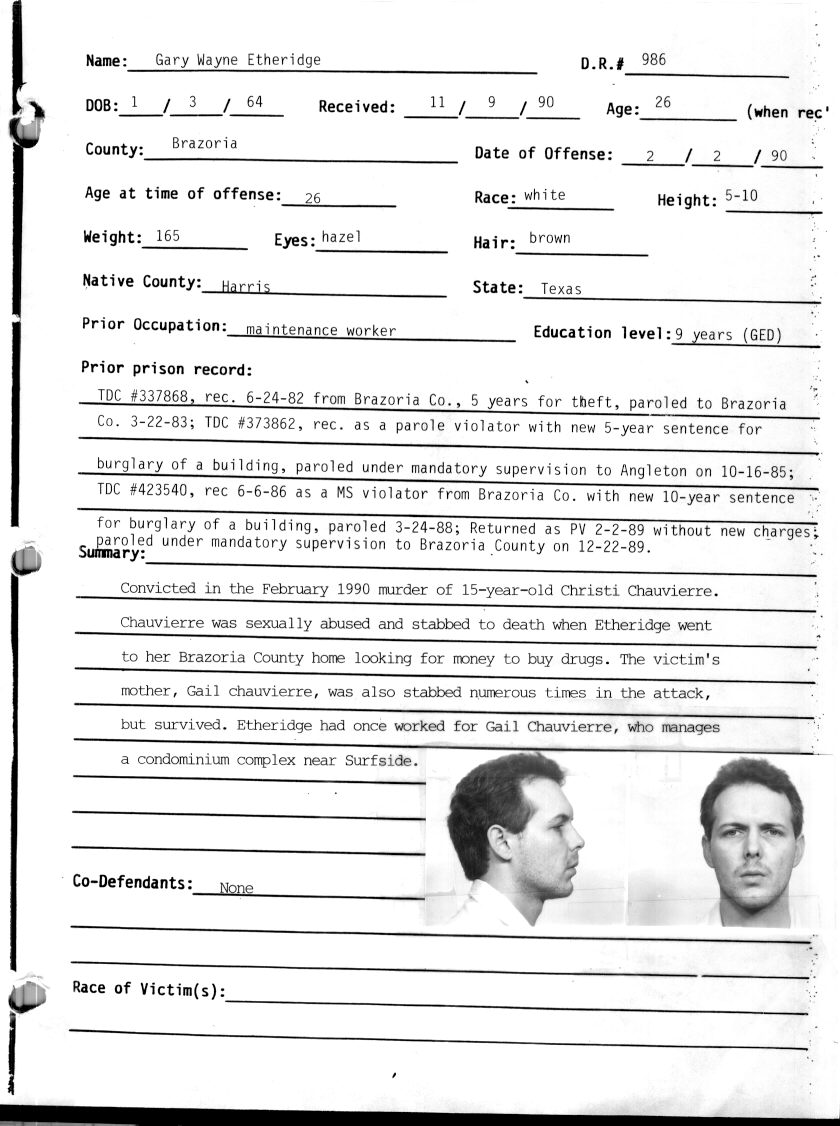 Name: Gary Wayne Etheridge D.R.# 986
DOB: 1 / 3 / 64 Received: 11 / 9 / 90 Age: 26 (when rec'
County: Brazoria Date of Offense: 2 / 2 / 90
Age at time of offense: 26 Race: white Height: 5-10
Weight: 165 Eyes: hazel Hair: brown
Native County: Harris State: Texas
Prior Occupation: maintenance worker Education level: 9 years (GED)
Prior prison record:
TDC #337868, rec. 6-24-82 from Brazoria Co., 5 years for theft, paroled to Brazoria
Co. 3-22-83; TDC #373862, rec. as a parole violator with new 5-year sentence for
burglary of a building, paroled under mandatory supervision to Angleton on 10-16-85;
TDC #423540, rec 6-6-86 as a MS violator from Brazoria Co. with new 10-year sentence
for burglary of a building, paroled 3-24-88; Returned as PV 2-2-89 without new charges;
paroled under mandatory supervision to Brazoria County on 12-22-89.
Summary:
Convicted in the February 1990 murder of 15-year-old Christi Chauvierre.
Chauvierre was sexually abused and stabbed to death when Etheridge went
to her Brazoria County home looking for money to buy drugs. The victim's
mother, Gail chauvierre, was also stabbed numerous times in the attack,
but survived. Etheridge had once worked for Gail Chauvierre, who manages
a condominium complex near Surfside.
Co-Defendants: None
Race of Victim(s):